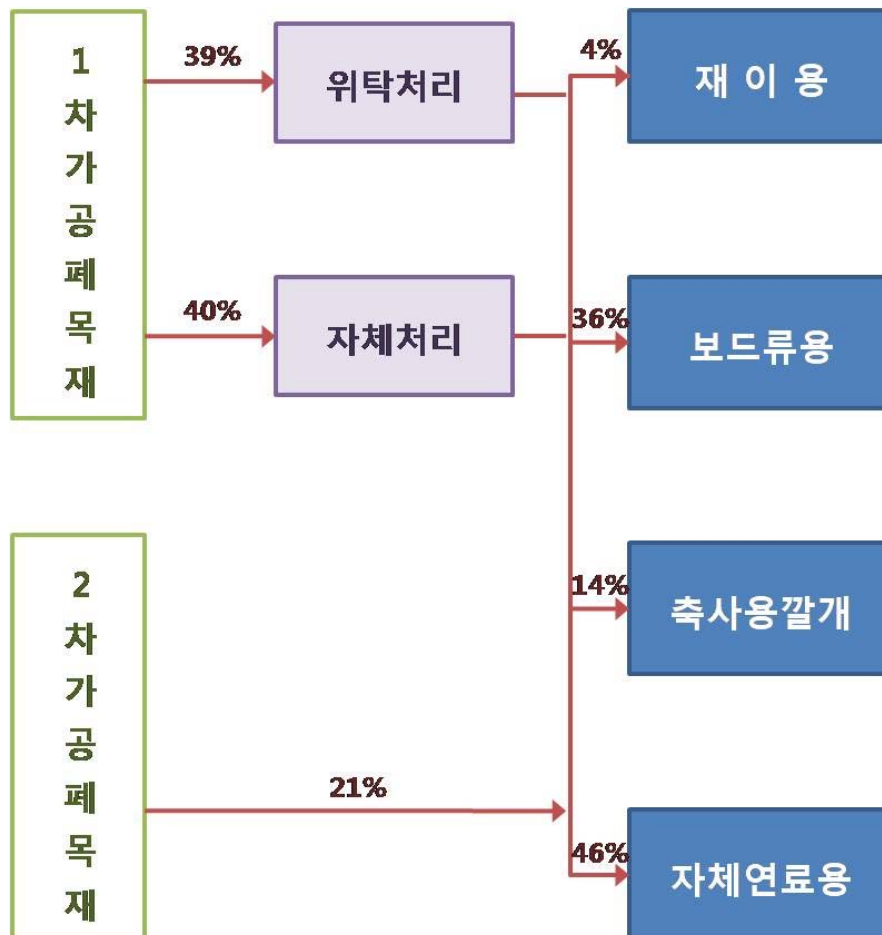 1차가공폐목재
39%
위탁처리
4%
재 이 용
40%
자체처리
36%
보드류용
14%
축사용깔개
2차가공폐목재
21%
46%
자체연료용